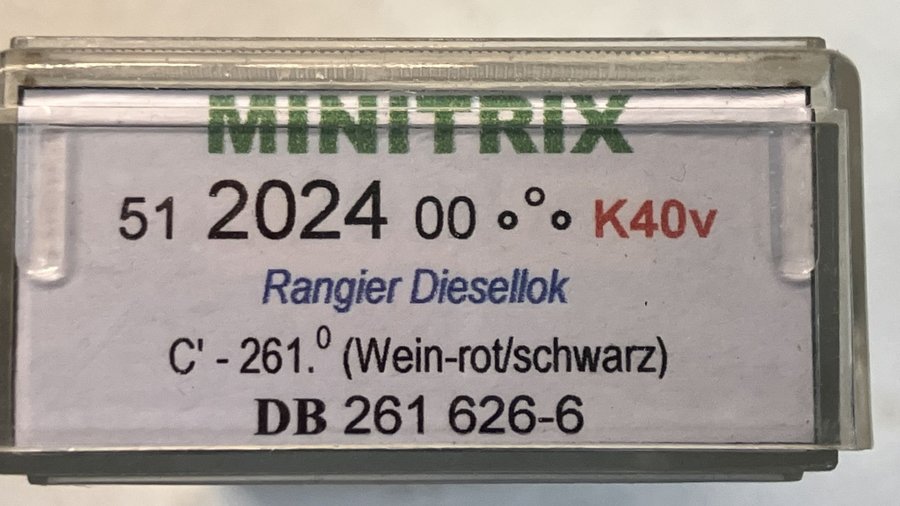 MINITRIX
51 2024 00 ∘°∘ K40v
Rangier Diesellok
C' - 261.⁰ (Wein-rot/schwarz)
DB 261 626-6